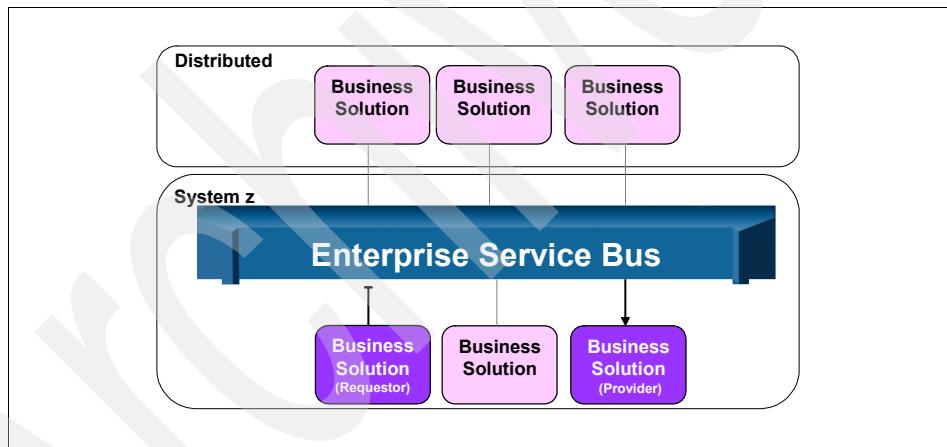 Distributed
Business
Solution
Business
Solution
Business
Solution
System z
Enterprise Service Bus
Business
Solution
(Requestor)
Business
Solution
Business
Solution
(Provider)